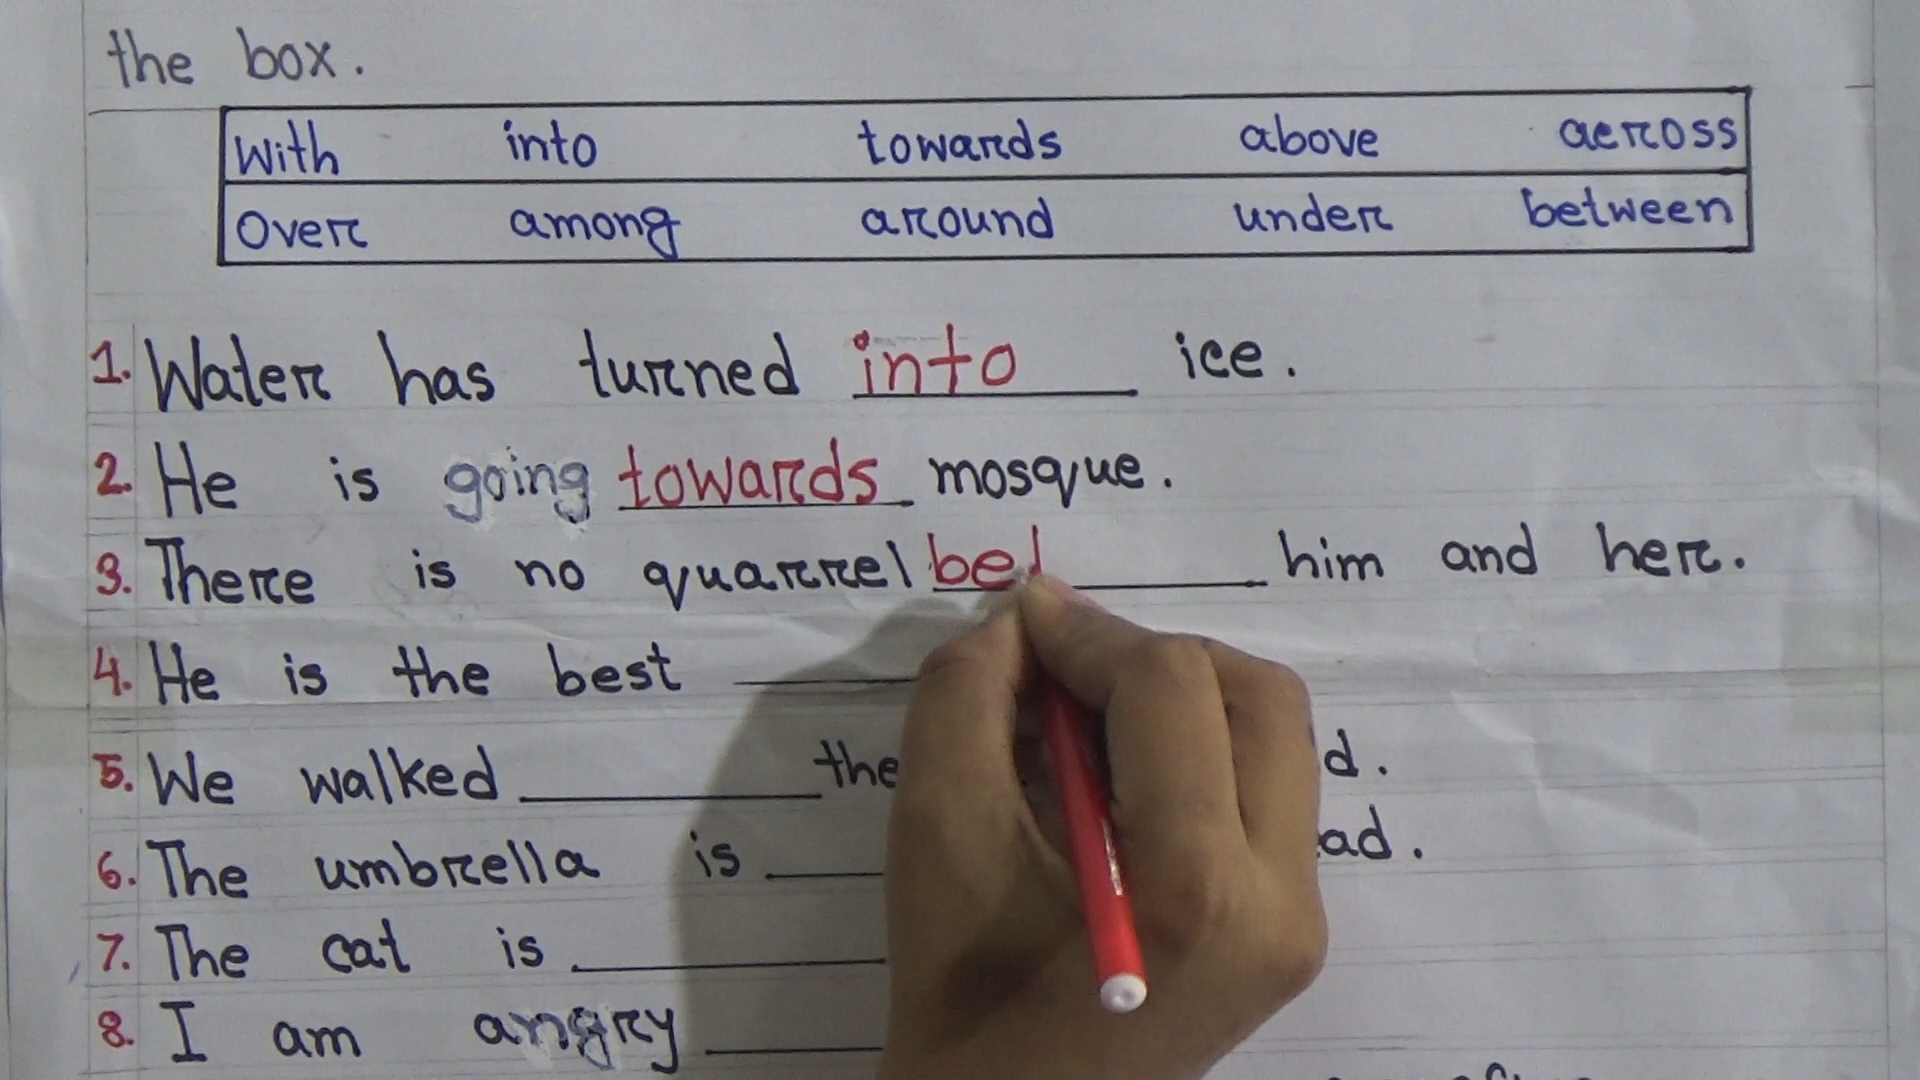 the box.
With into towards above across
Over among around under between
1. Water has turned into ice.
2. He is going towards mosque.
3. There is no quarrel bet him and her.
4. He is the best
5. We walked the d.
6. The umbrella is ad.
7. The cat is
8. I am angry